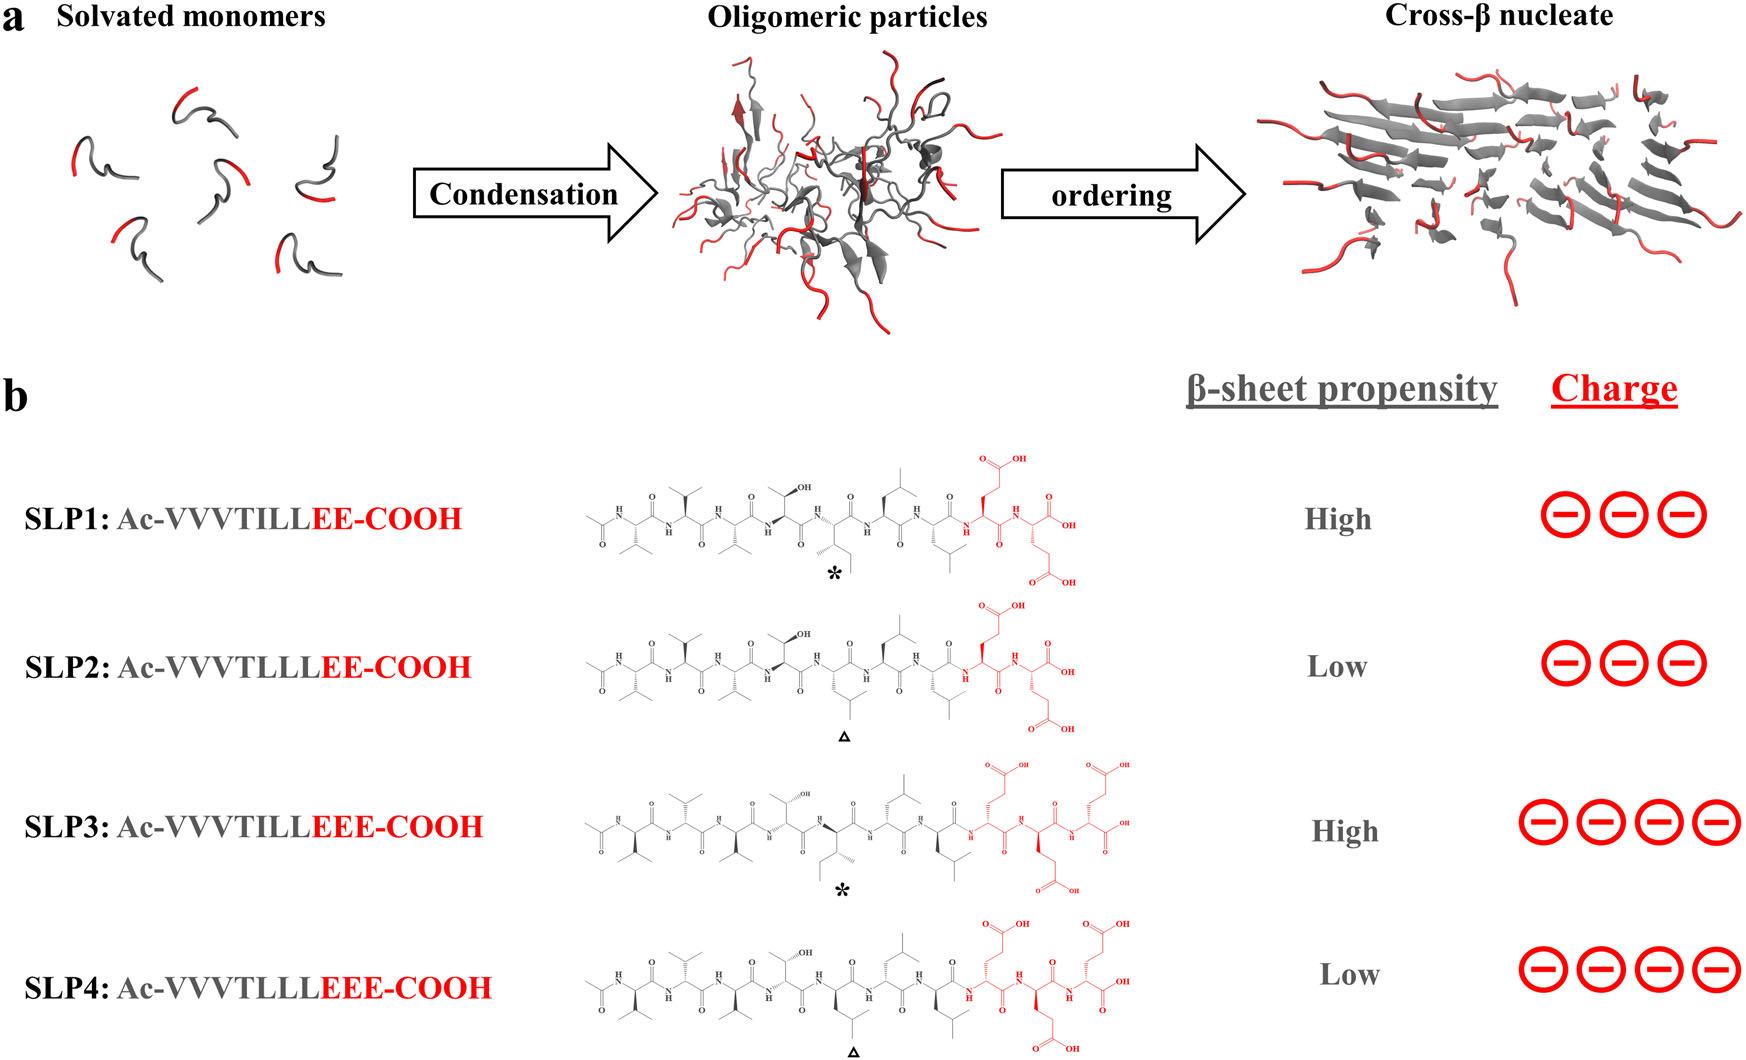 a
Solvated monomers
Oligomeric particles
Cross-β nucleate
Condensation
ordering
b
β-sheet propensity
Charge
SLP1: Ac-VVVTILLEE-COOH
High
*
SLP2: Ac-VVVTLLLEE-COOH
Low
SLP3: Ac-VVVTILLEEE-COOH
High
*
SLP4: Ac-VVVTLLLEEE-COOH
Low